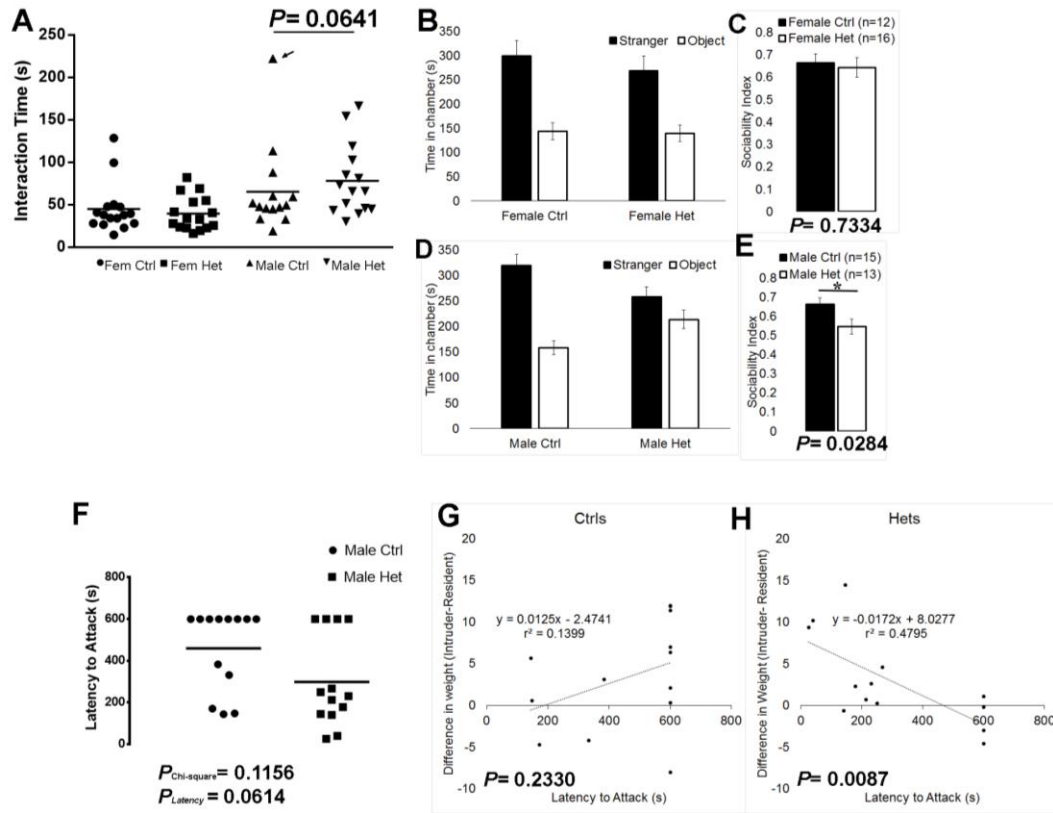 A
P= 0.0641
Interaction Time (s)
250
200
150
100
50
0
Fem Ctrl
Fem Het
Male Ctrl
Male Het
B
Time in chamber (s)
350
300
250
200
150
100
50
0
Stranger
Object
Female Ctrl
Female Het
C
Female Ctrl (n=12)
Female Het (n=16)
Sociability Index
0.8
0.7
0.6
0.5
0.4
0.3
0.2
0.1
0
P= 0.7334
D
Time in chamber (s)
350
300
250
200
150
100
50
0
Stranger
Object
Male Ctrl
Male Het
E
Male Ctrl (n=15)
Male Het (n=13)
*
Sociability Index
0.8
0.7
0.6
0.5
0.4
0.3
0.2
0.1
0
P= 0.0284
F
Male Ctrl
Male Het
Latency to Attack (s)
800
600
400
200
0
PChi-square= 0.1156
PLatency= 0.0614
G
Ctrls
Difference in weight (Intruder-Resident)
20
15
10
5
0
-5
-10
y = 0.0125x - 2.4741
r² = 0.1399
0
200
400
600
800
P= 0.2330
Latency to Attack (s)
H
Hets
Difference in Weight (Intruder- Resident)
20
15
10
5
0
-5
-10
y = -0.0172x + 8.0277
r² = 0.4795
0
200
400
600
800
P= 0.0087
Latency to Attack (s)